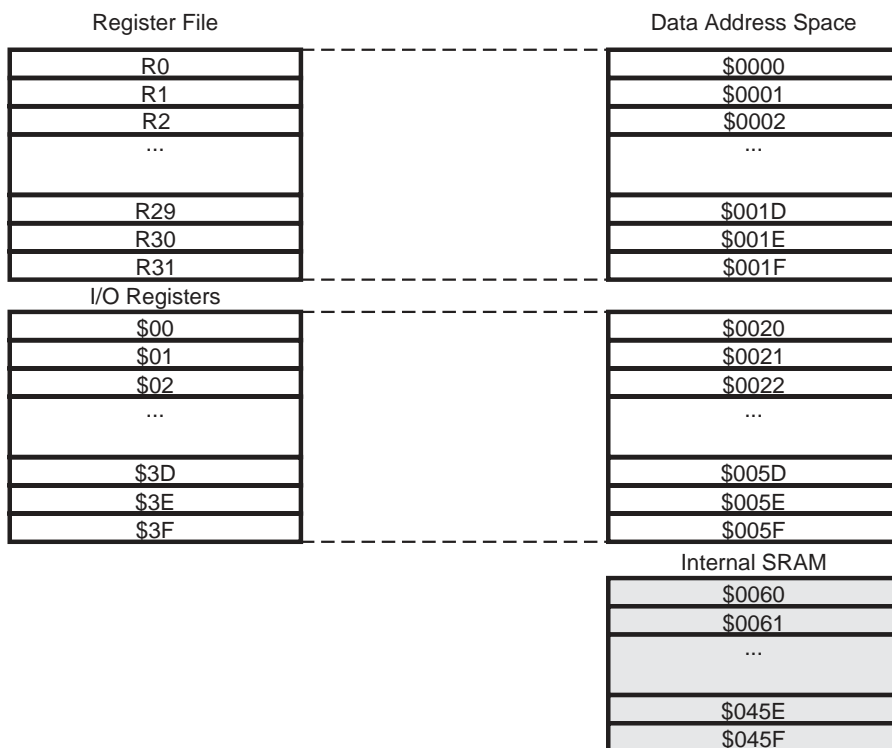 Register File Data Address Space
R0 $0000
R1 $0001
R2 $0002
... ...
R29 $001D
R30 $001E
R31 $001F
I/O Registers
$00 $0020
$01 $0021
$02 $0022
... ...
$3D $005D
$3E $005E
$3F $005F
Internal SRAM
$0060
$0061
...
$045E
$045F